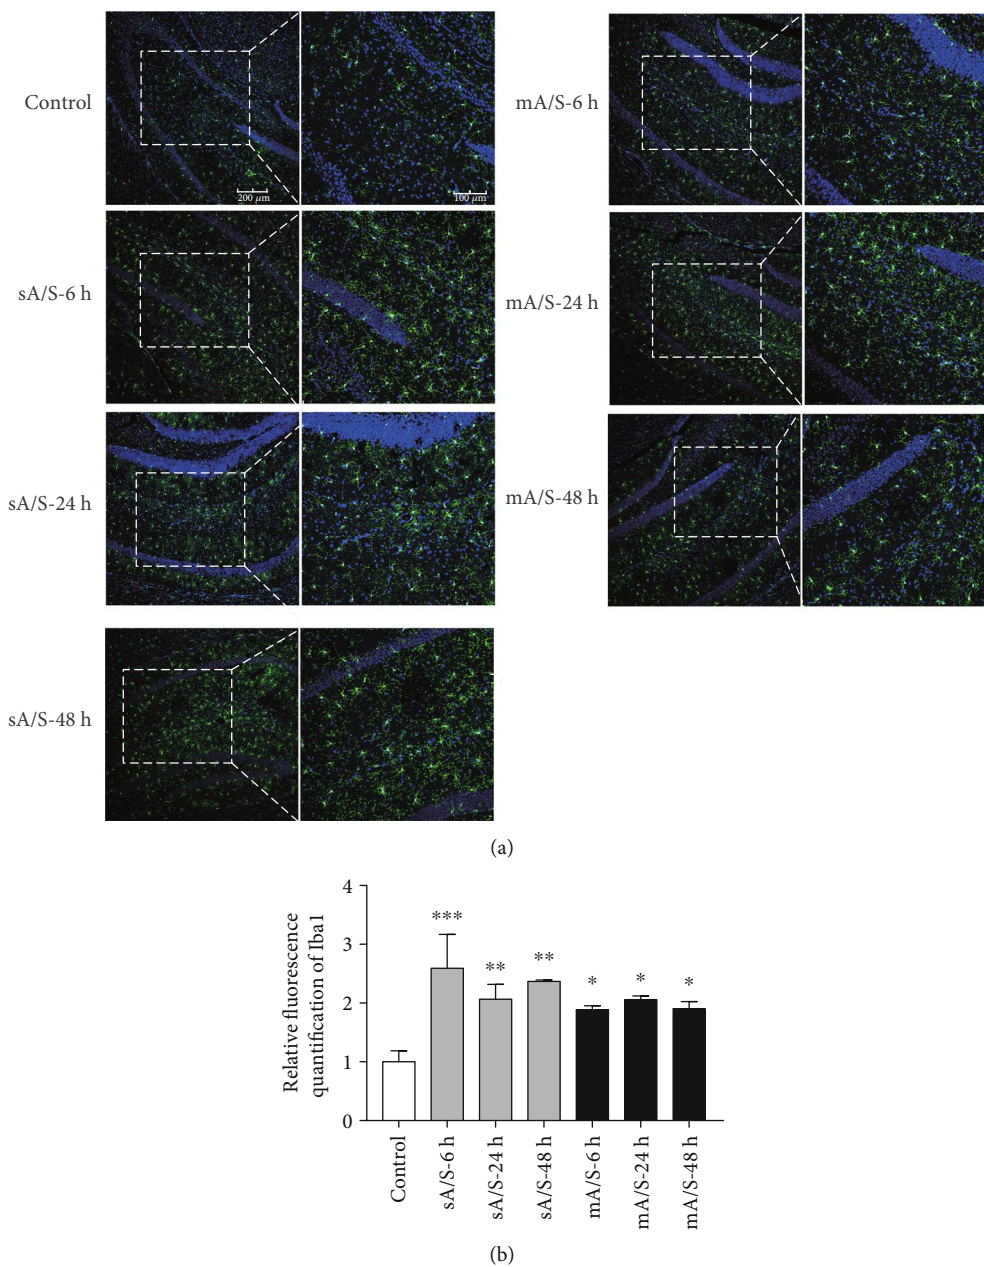 Control
200 μm
100 μm
mA/S-6 h
sA/S-6 h
mA/S-24 h
sA/S-24 h
mA/S-48 h
sA/S-48 h
(a)
Relative fluorescence
quantification of Iba1
4
3
2
1
0
***
**
**
*
*
*
Control
sA/S-6 h
sA/S-24 h
sA/S-48 h
mA/S-6 h
mA/S-24 h
mA/S-48 h
(b)